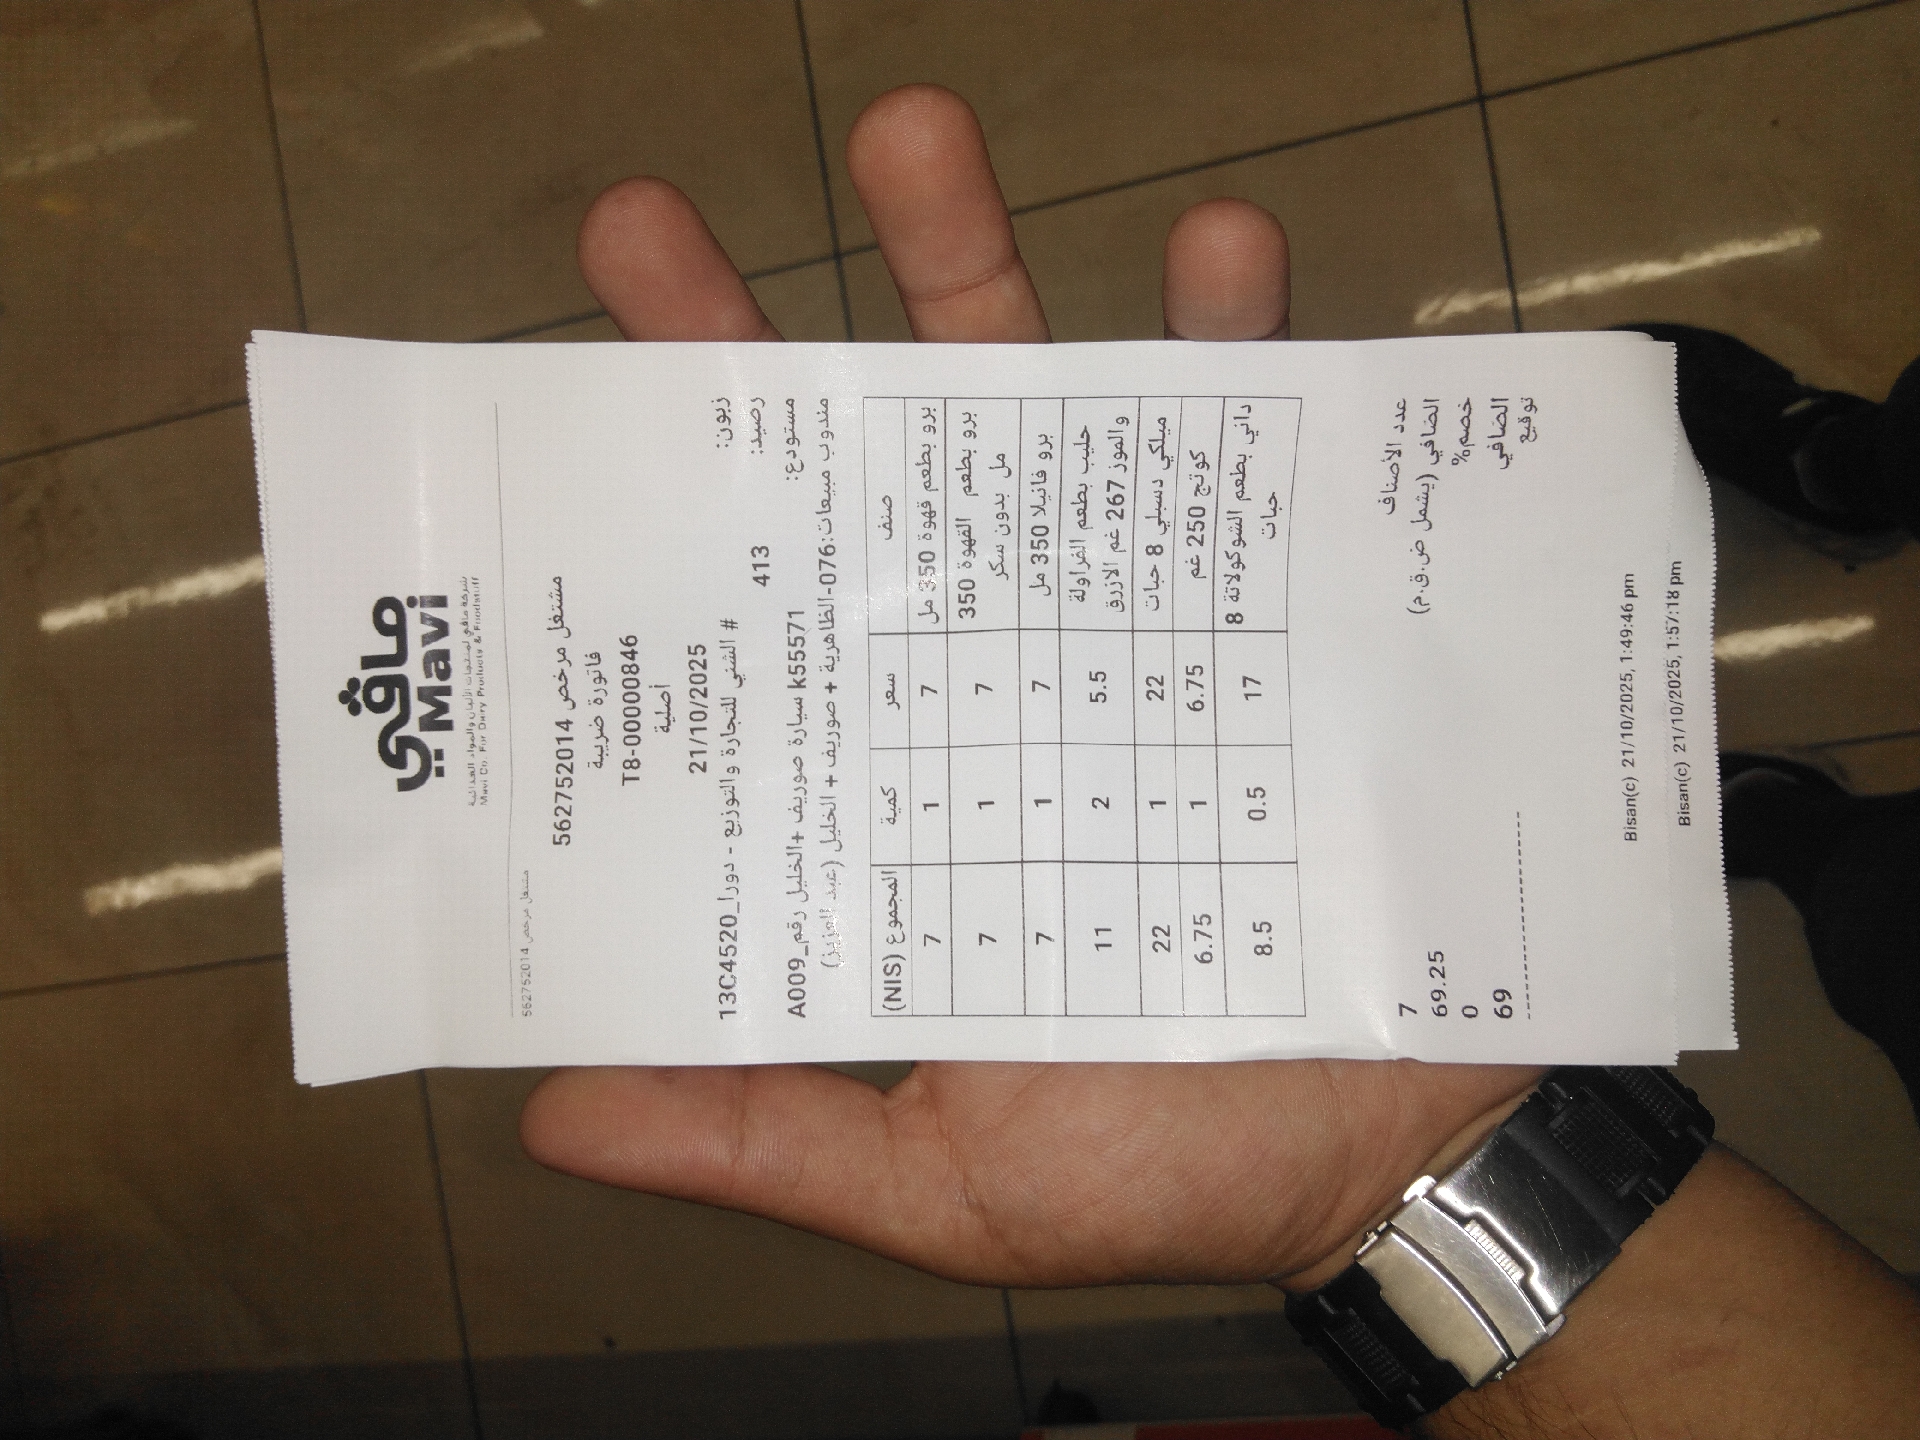 ماڤي
Mavi
شركة مافي لمنتجات الألبان والمواد الغذائية
Mavi Co. For Dairy Products & Foodstuff
مشتغل مرخص 562752014
مشتغل مرخص 562752014
فاتورة ضريبية
T8-00000846
أصلية
21/10/2025
زبون: # الشني للتجارة والتوزيع - دورا_13C4520
رصيد: 413
مستودع: k55571 سيارة صوريف +الخليل رقم_A009
مندوب مبيعات:076-الظاهرية + صوريف + الخليل (عبد العزيز)
صنف سعر كمية المجموع (NIS)
برو بطعم قهوة 350 مل 7 1 7
برو بطعم القهوة 350 مل بدون سكر 7 1 7
برو فانيلا 350 مل 7 1 7
حليب بطعم الفراولة والموز 267 غم الازرق 5.5 2 11
ميلكي دسبلي 8 حبات 22 1 22
كوتج 250 غم 6.75 1 6.75
داني بطعم الشوكولاتة 8 حبات 17 0.5 8.5
عدد الأصناف 7
الصافي (يشمل ض.ق.م) 69.25
خصم% 0
الصافي 69
توقيع
Bisan(c) 21/10/2025, 1:49:46 pm
Bisan(c) 21/10/2025, 1:57:18 pm